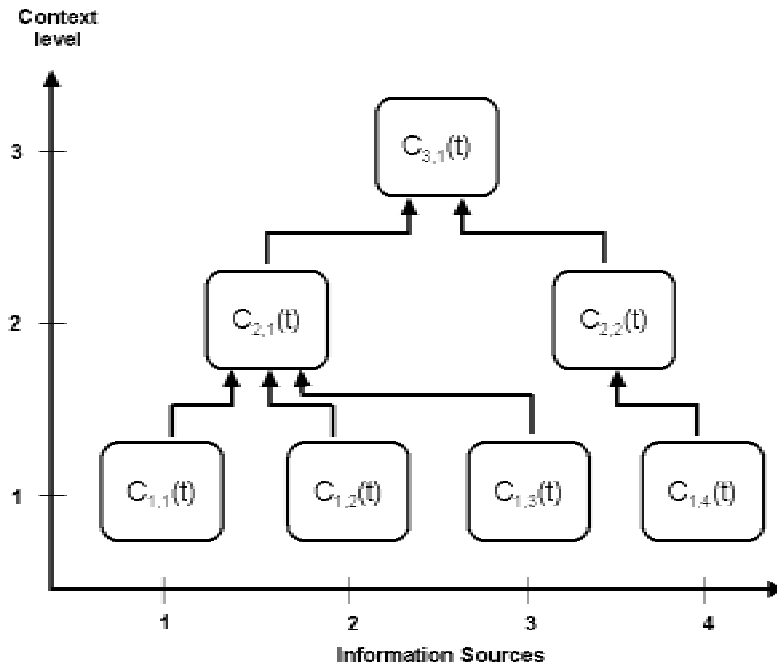 Context
level
3
C3,1(t)
2
C2,1(t) C2,2(t)
1
C1,1(t) C1,2(t) C1,3(t) C1,4(t)
1 2 3 4
Information Sources